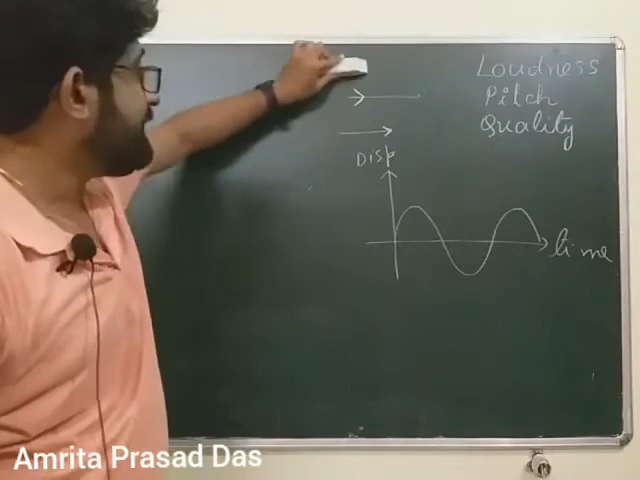 Loudness
Pitch
Quality
Disp
time
Amrita Prasad Das